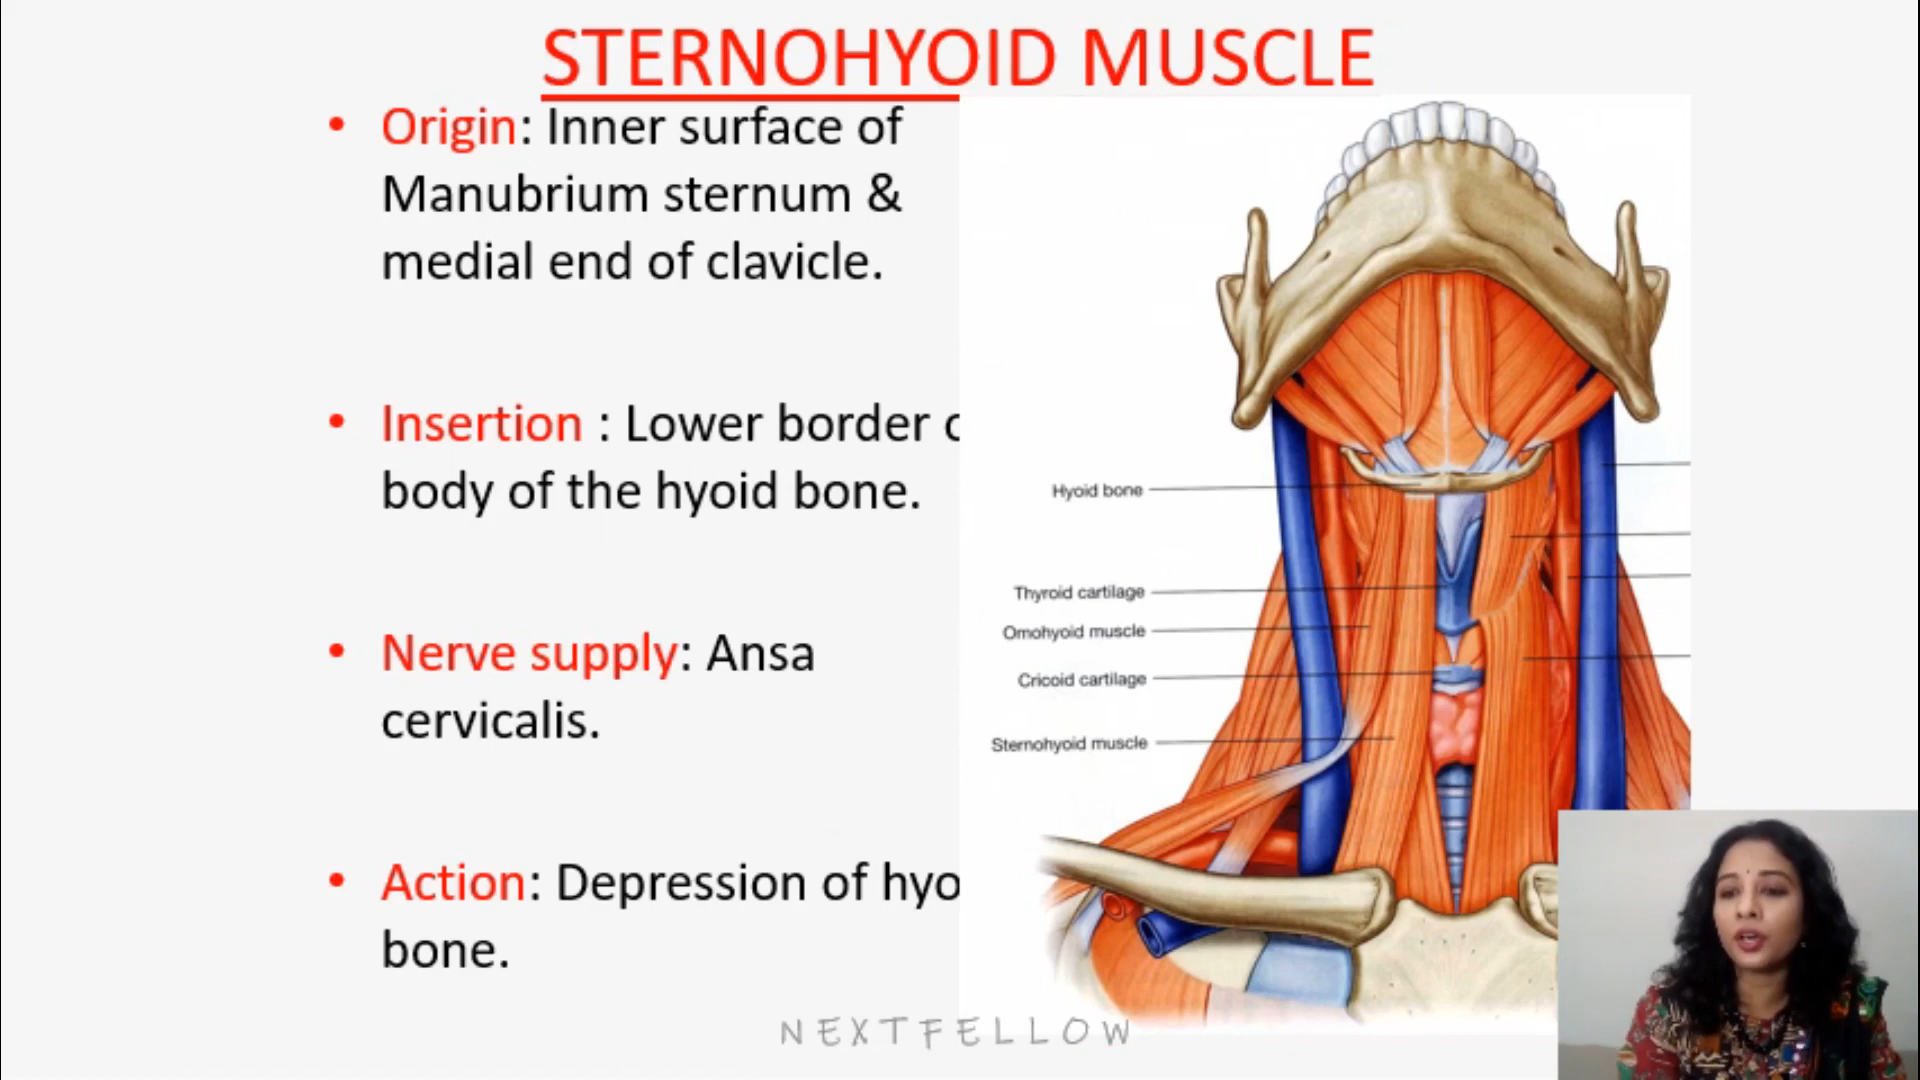 STERNOHYOID MUSCLE
• Origin: Inner surface of
Manubrium sternum &
medial end of clavicle.
• Insertion : Lower border
body of the hyoid bone.
• Nerve supply: Ansa
cervicalis.
• Action: Depression of hyo
bone.
Hyoid bone
Thyroid cartilage
Omohyoid muscle
Cricoid cartilage
Sternohyoid muscle
NEXTFELLOW